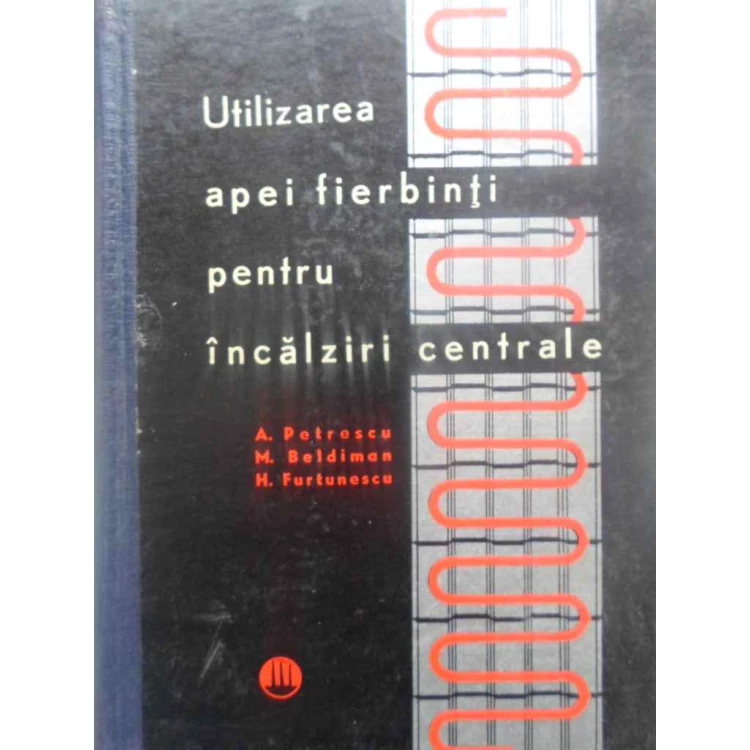 Utilizarea
apei fierbinţi
pentru
încălziri centrale
A. Petrescu
M. Beldiman
H. Furtunescu